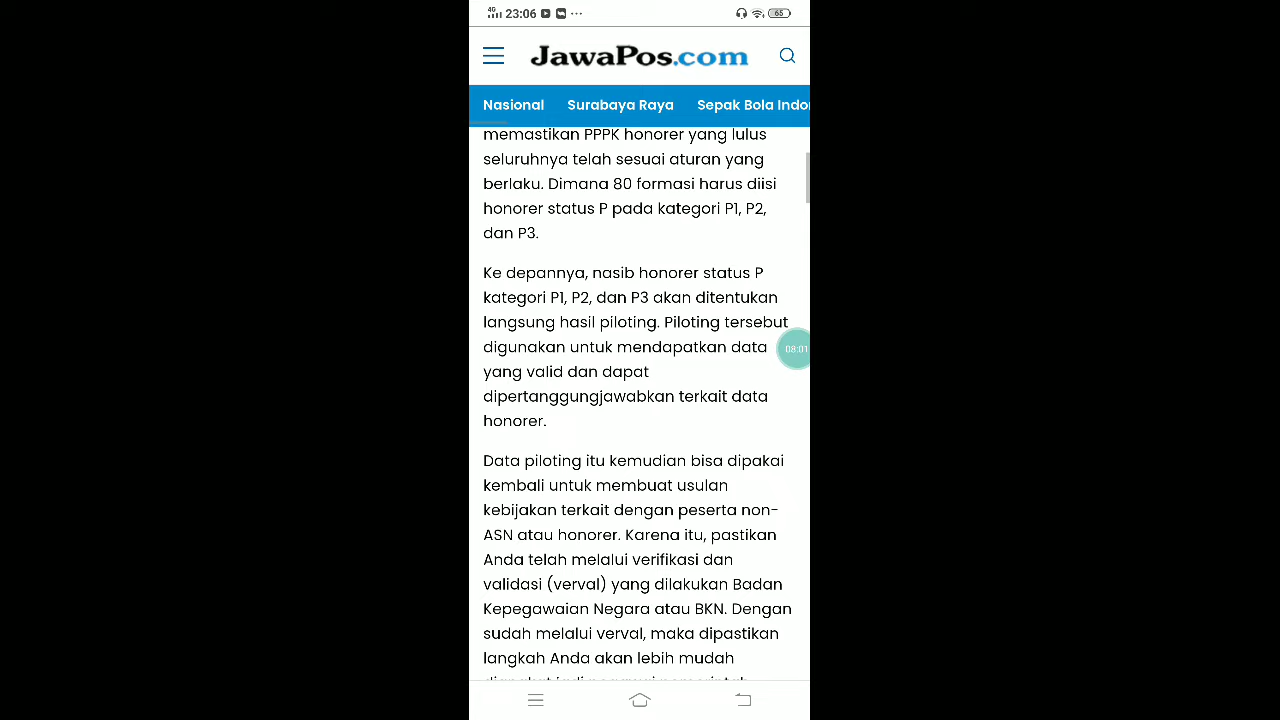 4G 23:06 65
JawaPos.com
Nasional Surabaya Raya Sepak Bola Indo
memastikan PPPK honorer yang lulus
seluruhnya telah sesuai aturan yang
berlaku. Dimana 80 formasi harus diisi
honorer status P pada kategori P1, P2,
dan P3.
Ke depannya, nasib honorer status P
kategori P1, P2, dan P3 akan ditentukan
langsung hasil piloting. Piloting tersebut
digunakan untuk mendapatkan data
08:01
yang valid dan dapat
dipertanggungjawabkan terkait data
honorer.
Data piloting itu kemudian bisa dipakai
kembali untuk membuat usulan
kebijakan terkait dengan peserta non-
ASN atau honorer. Karena itu, pastikan
Anda telah melalui verifikasi dan
validasi (verval) yang dilakukan Badan
Kepegawaian Negara atau BKN. Dengan
sudah melalui verval, maka dipastikan
langkah Anda akan lebih mudah